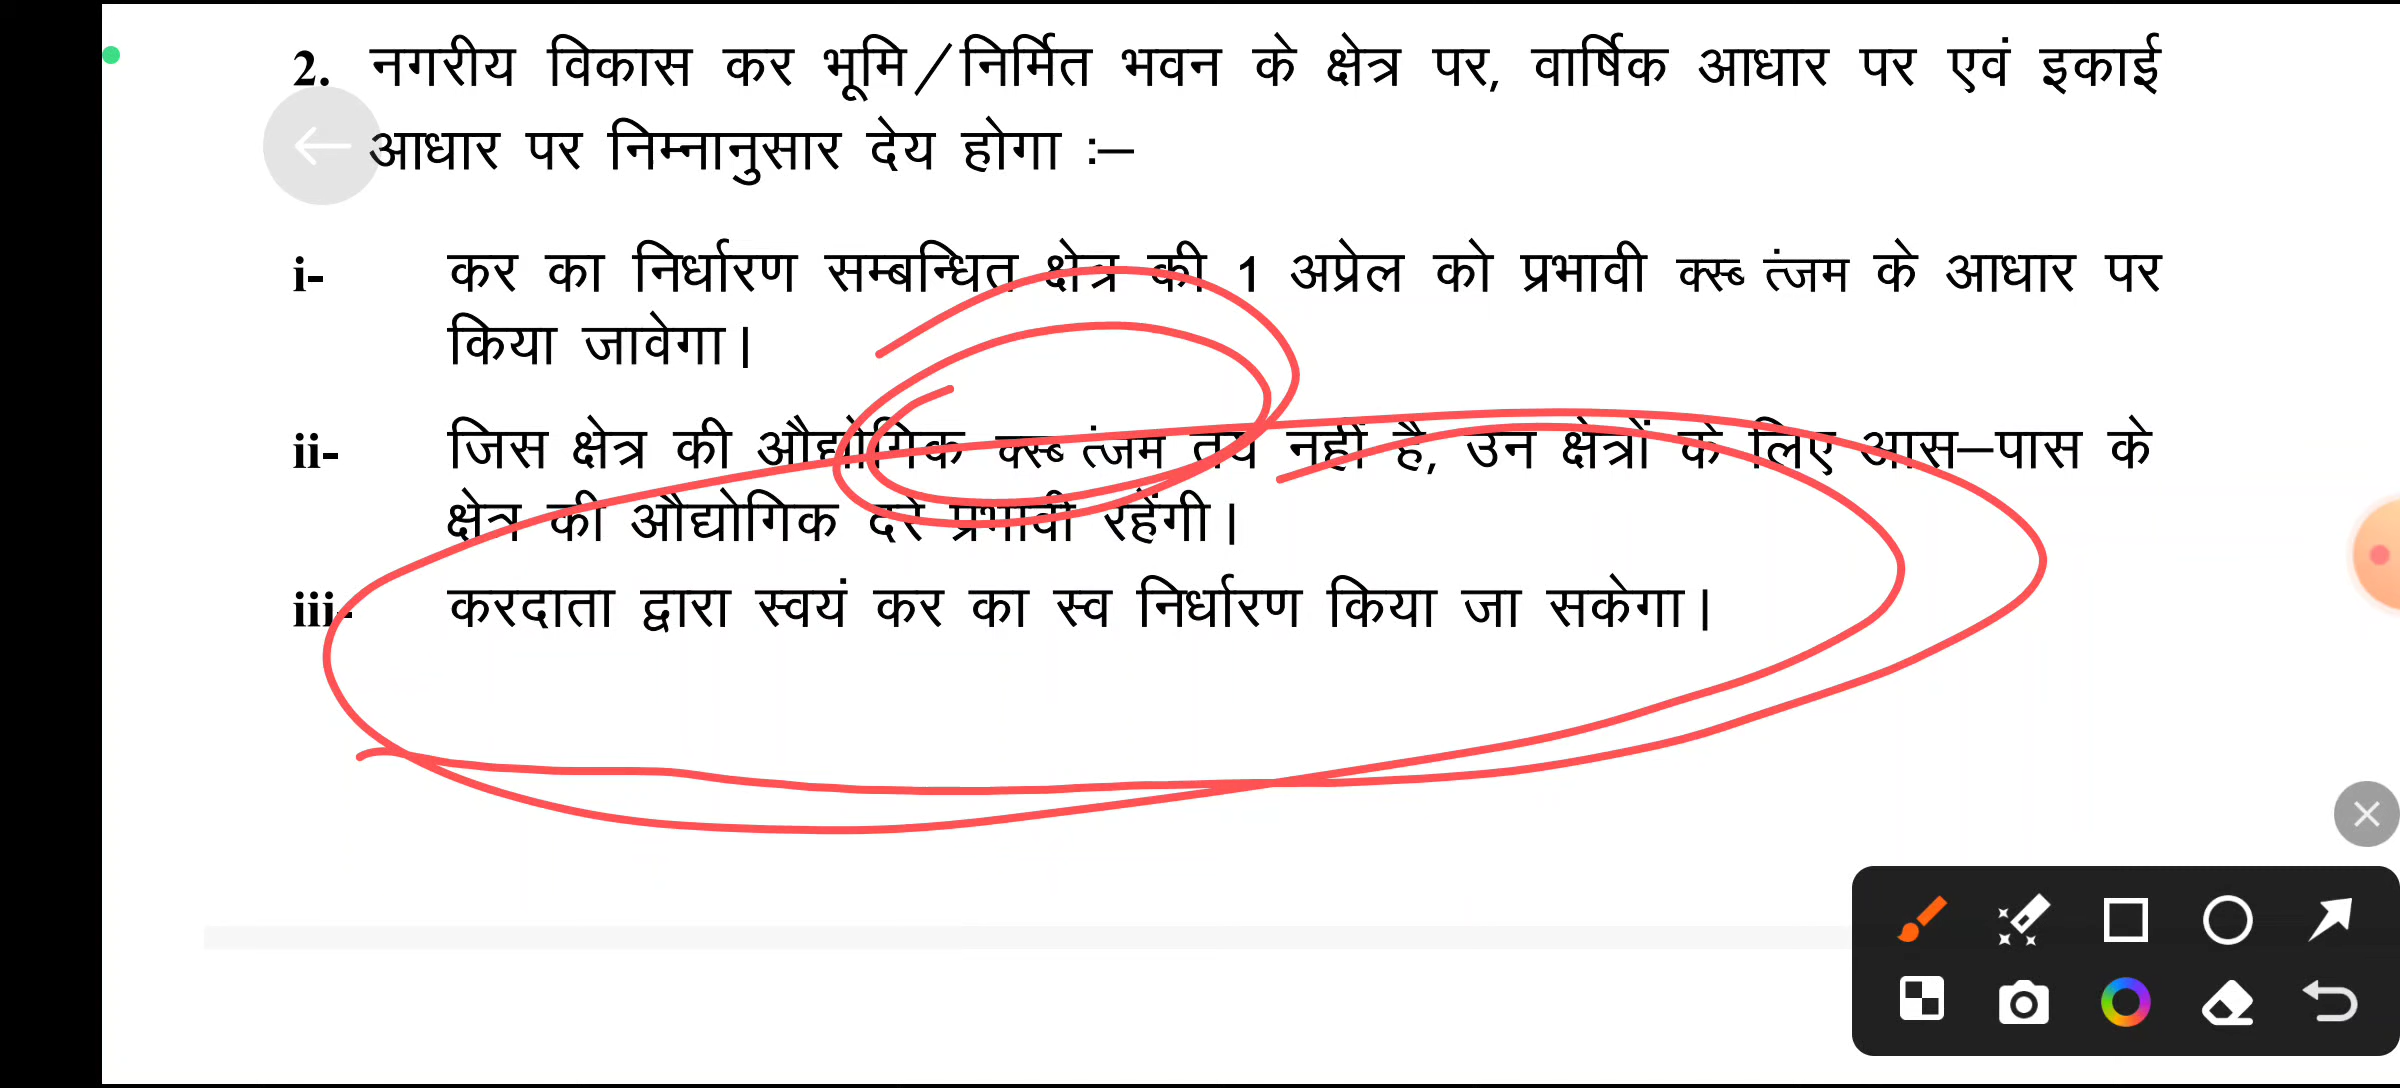 2. नगरीय विकास कर भूमि/निर्मित भवन के क्षेत्र पर, वार्षिक आधार पर एवं इकाई
आधार पर निम्नानुसार देय होगा :—
i- कर का निर्धारण सम्बन्धित क्षेत्र की 1 अप्रेल को प्रभावी क्स्ब त्ंजम के आधार पर
किया जावेगा।
ii- जिस क्षेत्र की औद्योगिक क्स्ब त्ंजम तय नहीं है, उन क्षेत्रों के लिए आस–पास के
क्षेत्र की औद्योगिक दरें प्रभावी रहेंगी।
iii- करदाता द्वारा स्वयं कर का स्व निर्धारण किया जा सकेगा।